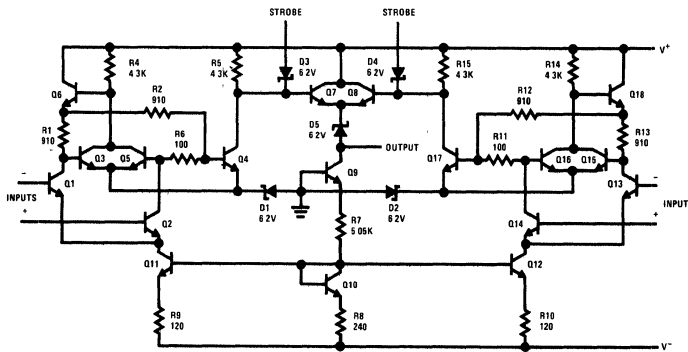 STROBE STROBE
V+
R4 4.3K
R5 4.3K
D3 6 2V
D4 6 2V
R15 4 3K
R14 4.3K
Q6
R2 910
Q7 Q8
R12 910
Q18
R1 910
R6 100
D5 6.2V
R11 100
R13 910
OUTPUT
Q3 Q5
Q4
Q17
Q16 Q15
−
Q1
Q9
Q13
−
INPUTS
INPUT
+
Q2
D1 6 2V
D2 6 2V
Q14
+
R7 5 05K
Q11
Q12
Q10
R9 120
R8 240
R10 120
V−